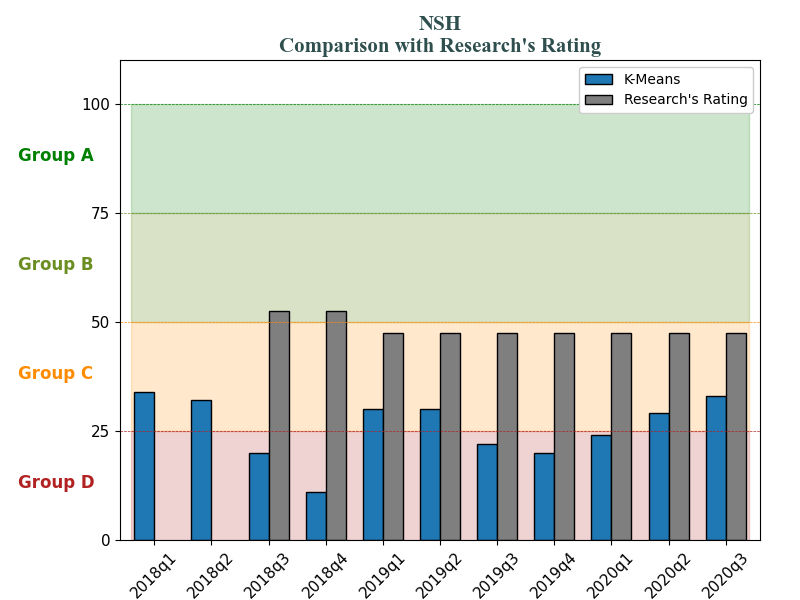 NSH
Comparison with Research's Rating
K-Means
Research's Rating
100
Group A
75
Group B
50
Group C
25
Group D
0
2018q1
2018q2
2018q3
2018q4
2019q1
2019q2
2019q3
2019q4
2020q1
2020q2
2020q3